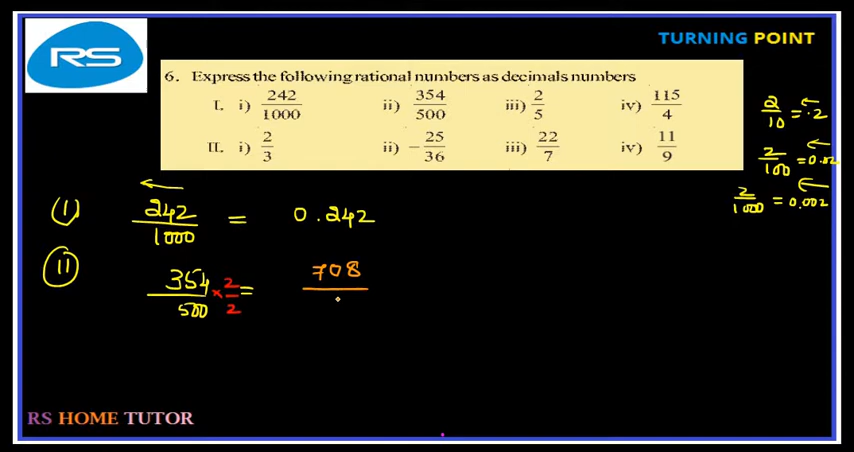 RS
TURNING POINT
6. Express the following rational numbers as decimals numbers
I. i) 242/1000 ii) 354/500 iii) 2/5 iv) 115/4
II. i) 2/3 ii) -25/36 iii) 22/7 iv) 11/9
2/10 = .2
2/100 = 0.02
2/1000 = 0.002
(I) 242/1000 = 0.242
(II) 354/500 × 2/2 = 708/
RS HOME TUTOR